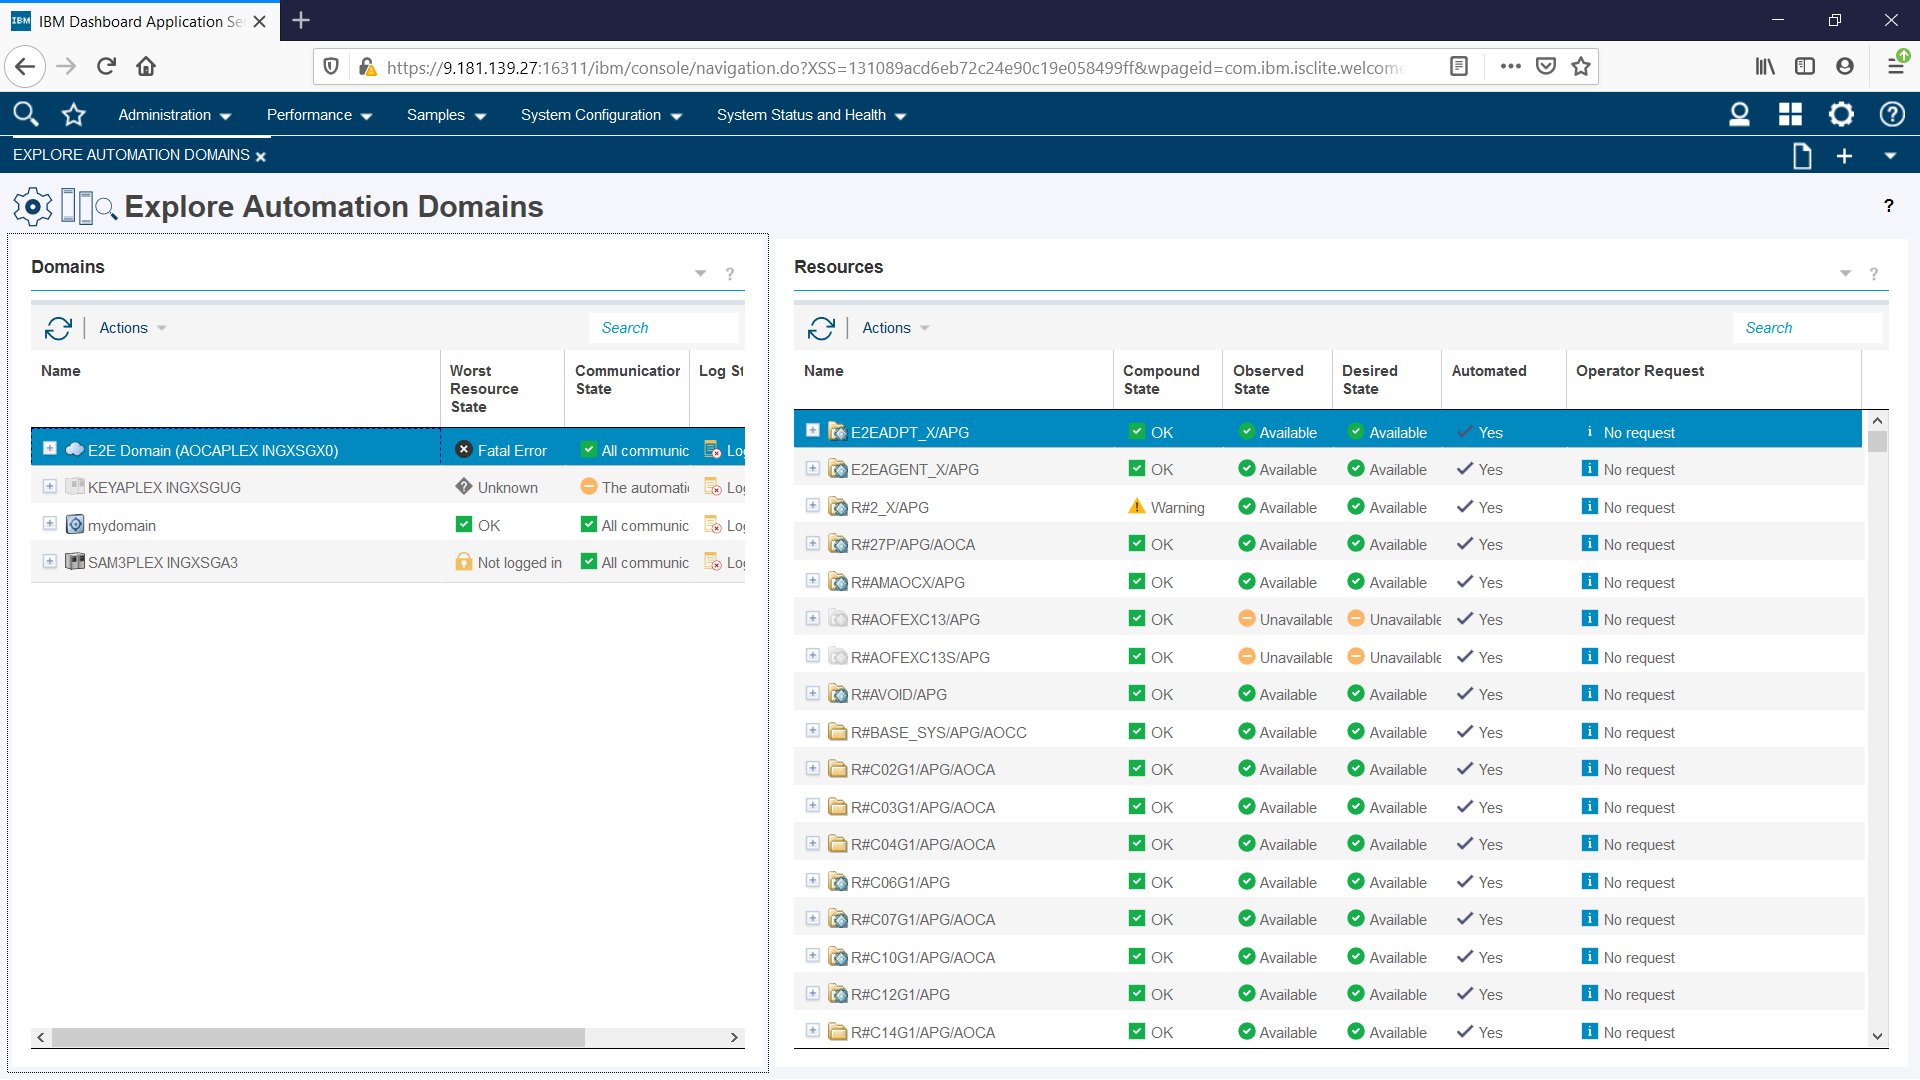 IBM Dashboard Application Se
https://9.181.139.27:16311/ibm/console/navigation.do?XSS=131089acd6eb72c24e90c19e058499ff&wpageid=com.ibm.isclite.welcome
Administration Performance Samples System Configuration System Status and Health
EXPLORE AUTOMATION DOMAINS
Explore Automation Domains ?
Domains ?
Actions Search
Name Worst Resource State Communication State Log St
E2E Domain (AOCAPLEX INGXSGX0) Fatal Error All communic Log
KEYAPLEX INGXSGUG Unknown The automati Log
mydomain OK All communic Log
SAM3PLEX INGXSGA3 Not logged in All communic Log
Resources ?
Actions Search
Name Compound State Observed State Desired State Automated Operator Request
E2EADPT_X/APG OK Available Available Yes No request
E2EAGENT_X/APG OK Available Available Yes No request
R#2_X/APG Warning Available Available Yes No request
R#27P/APG/AOCA OK Available Available Yes No request
R#AMAOCX/APG OK Available Available Yes No request
R#AOFEXC13/APG OK Unavailable Unavailable Yes No request
R#AOFEXC13S/APG OK Unavailable Unavailable Yes No request
R#AVOID/APG OK Available Available Yes No request
R#BASE_SYS/APG/AOCC OK Available Available Yes No request
R#C02G1/APG/AOCA OK Available Available Yes No request
R#C03G1/APG/AOCA OK Available Available Yes No request
R#C04G1/APG/AOCA OK Available Available Yes No request
R#C06G1/APG OK Available Available Yes No request
R#C07G1/APG/AOCA OK Available Available Yes No request
R#C10G1/APG/AOCA OK Available Available Yes No request
R#C12G1/APG OK Available Available Yes No request
R#C14G1/APG/AOCA OK Available Available Yes No request